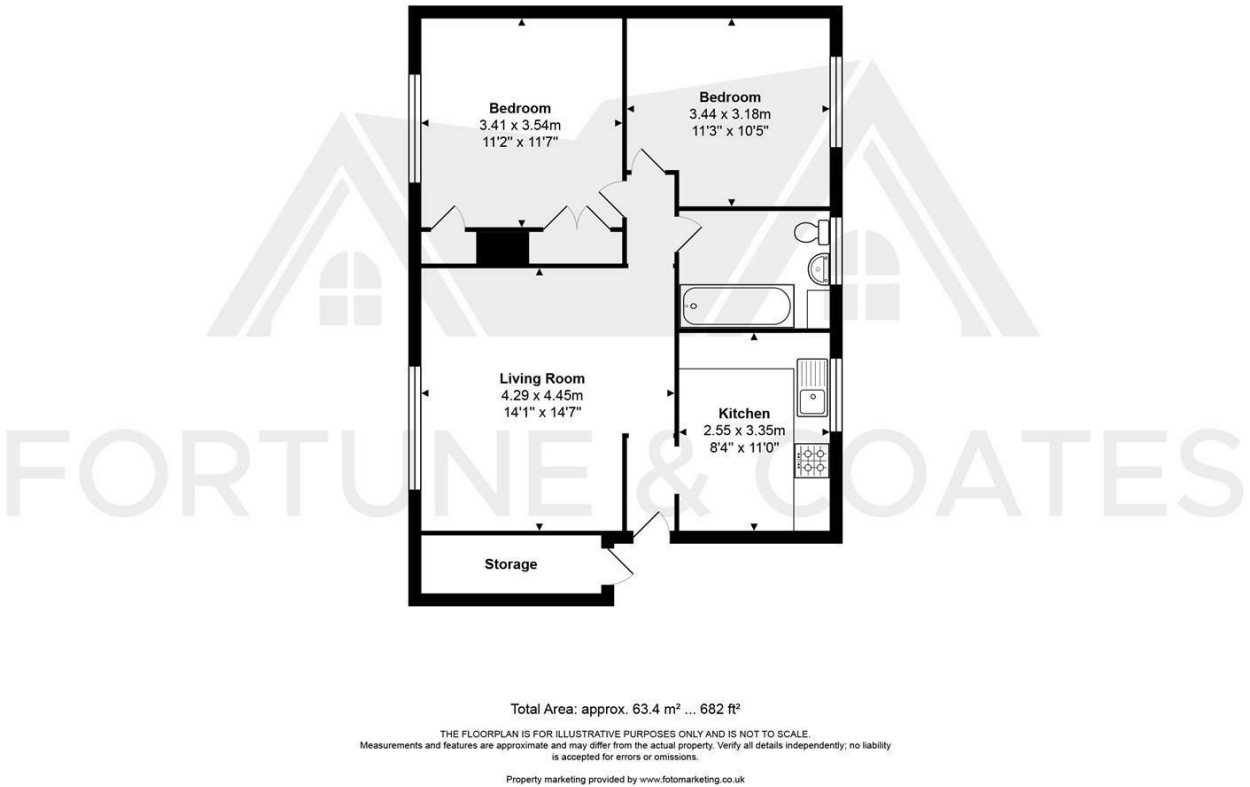 Bedroom
3.41 x 3.54m
11'2" x 11'7"
Bedroom
3.44 x 3.18m
11'3" x 10'5"
Living Room
4.29 x 4.45m
14'1" x 14'7"
Kitchen
2.55 x 3.35m
8'4" x 11'0"
FORTUNE & COATES
Storage
Total Area: approx. 63.4 m² ... 682 ft²
THE FLOORPLAN IS FOR ILLUSTRATIVE PURPOSES ONLY AND IS NOT TO SCALE.
Measurements and features are approximate and may differ from the actual property. Verify all details independently; no liability
is accepted for errors or omissions.
Property marketing provided by www.fotomarketing.co.uk